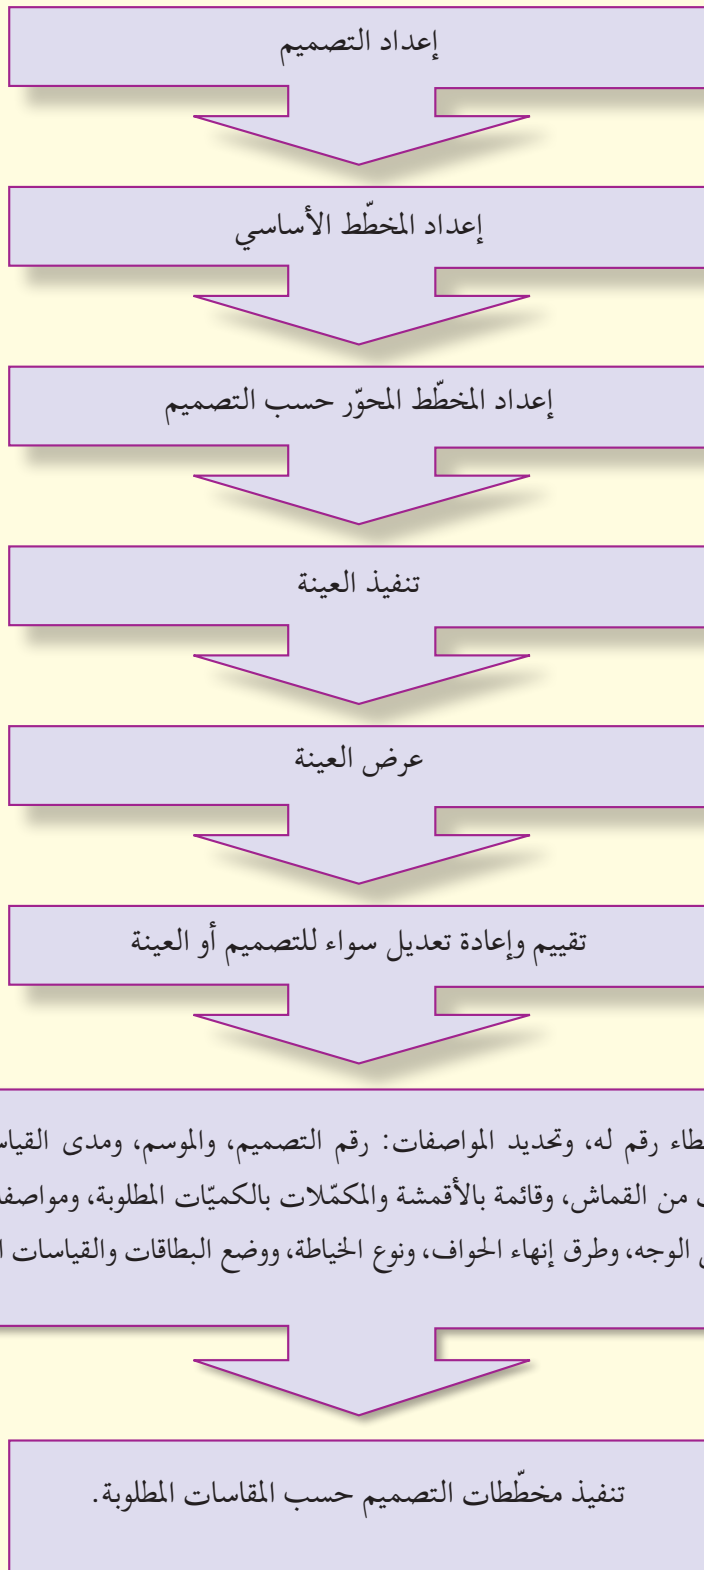 إعداد التصميم
إعداد المخطّط الأساسي
إعداد المخطّط المحوّر حسب التصميم
تنفيذ العينة
عرض العينة
تقييم وإعادة تعديل سواء للتصميم أو العينة
رقم له، وتحديد المواصفات: رقم التصميم، والموسم، ومدى
من القماش، وقائمة بالأقمشة والمكمّلات بالكميّات المطلوبة،
الوجه، وطرق إنهاء الحواف، ونوع الخياطة، ووضع البطاقات والقياسات
تنفيذ مخطّطات التصميم حسب المقاسات المطلوبة.